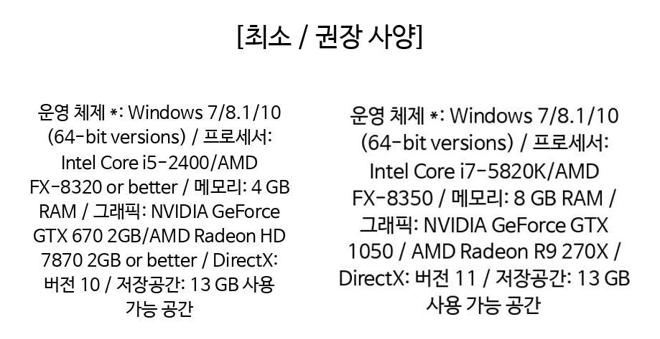 [최소 / 권장 사양]
운영 체제 *: Windows 7/8.1/10
(64-bit versions) / 프로세서:
Intel Core i5-2400/AMD
FX-8320 or better / 메모리: 4 GB
RAM / 그래픽: NVIDIA GeForce
GTX 670 2GB/AMD Radeon HD
7870 2GB or better / DirectX:
버전 10 / 저장공간: 13 GB 사용
가능 공간
운영 체제 *: Windows 7/8.1/10
(64-bit versions) / 프로세서:
Intel Core i7-5820K/AMD
FX-8350 / 메모리: 8 GB RAM /
그래픽: NVIDIA GeForce GTX
1050 / AMD Radeon R9 270X /
DirectX: 버전 11 / 저장공간: 13 GB
사용 가능 공간